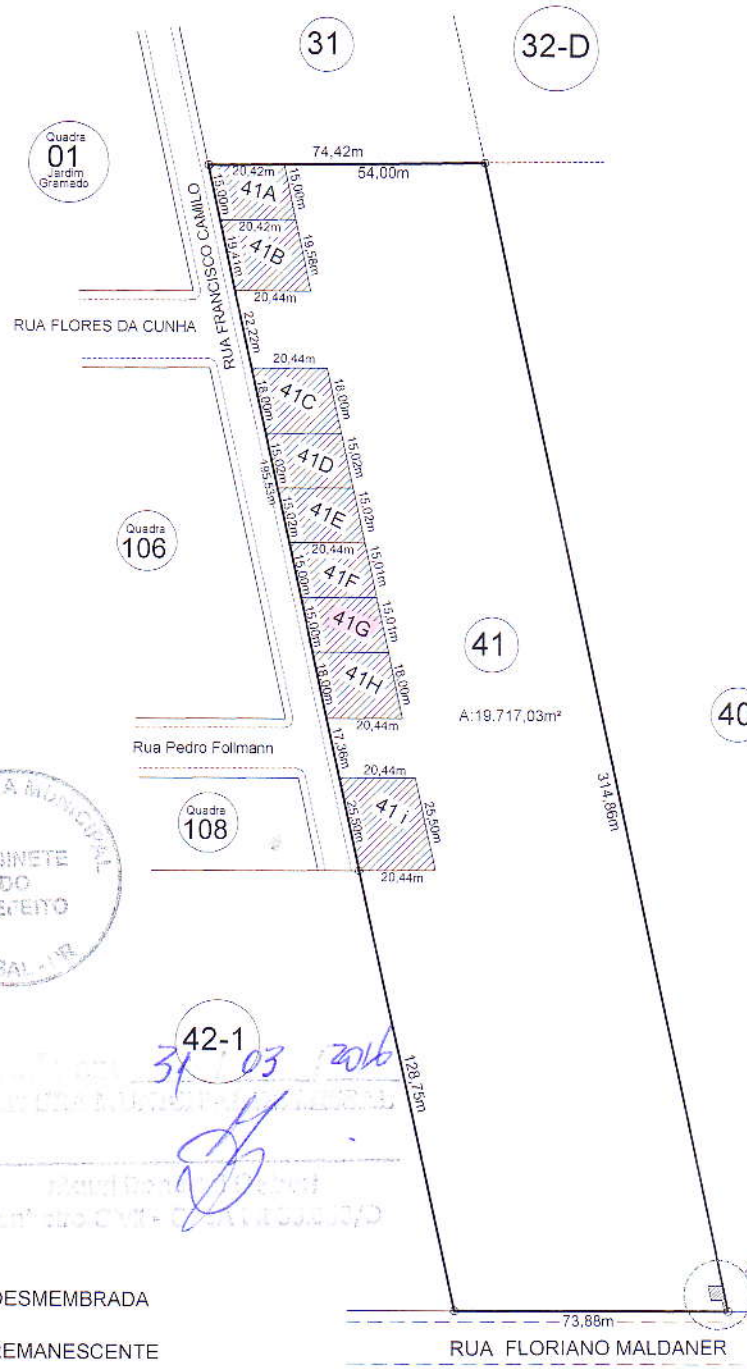 31
32-D
Quadra
01
Jardim
Gramado
74,42m
54,00m
20,42m
15,00m
15,00m
41A
RUA FRANCISCO CAMILO
20,42m
19,41m
19,58m
41B
20,44m
RUA FLORES DA CUNHA
22,22m
20,44m
18,00m
18,00m
41C
15,02m
15,02m
41D
195,53m
15,02m
15,02m
41E
Quadra
106
20,44m
15,00m
15,01m
41F
15,00m
15,01m
41G
41
18,00m
18,00m
41H
A:19.717,03m²
40
20,44m
Rua Pedro Follmann
17,36m
20,44m
314,86m
Quadra
108
25,50m
25,50m
41 i
20,44m
A MUNICIPAL
DO
42-1
31 / 03 / 2016
128,75m
DESMEMBRADA
73,88m
REMANESCENTE
RUA FLORIANO MALDANER